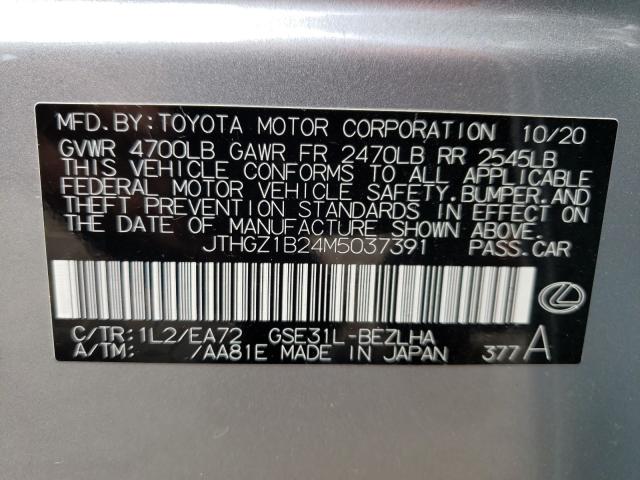 MFD.BY:TOYOTA MOTOR CORPORATION 10/20
GVWR 4700LB GAWR FR 2470LB RR 2545LB
THIS VEHICLE CONFORMS TO ALL APPLICABLE
FEDERAL MOTOR VEHICLE SAFETY,BUMPER,AND
THEFT PREVENTION STANDARDS IN EFFECT ON
THE DATE OF MANUFACTURE SHOWN ABOVE.
JTHGZ1B24M5037391 PASS.CAR
C/TR:1L2/EA72 GSE31L-BEZLHA
A/TM: /AA81E MADE IN JAPAN 377 A